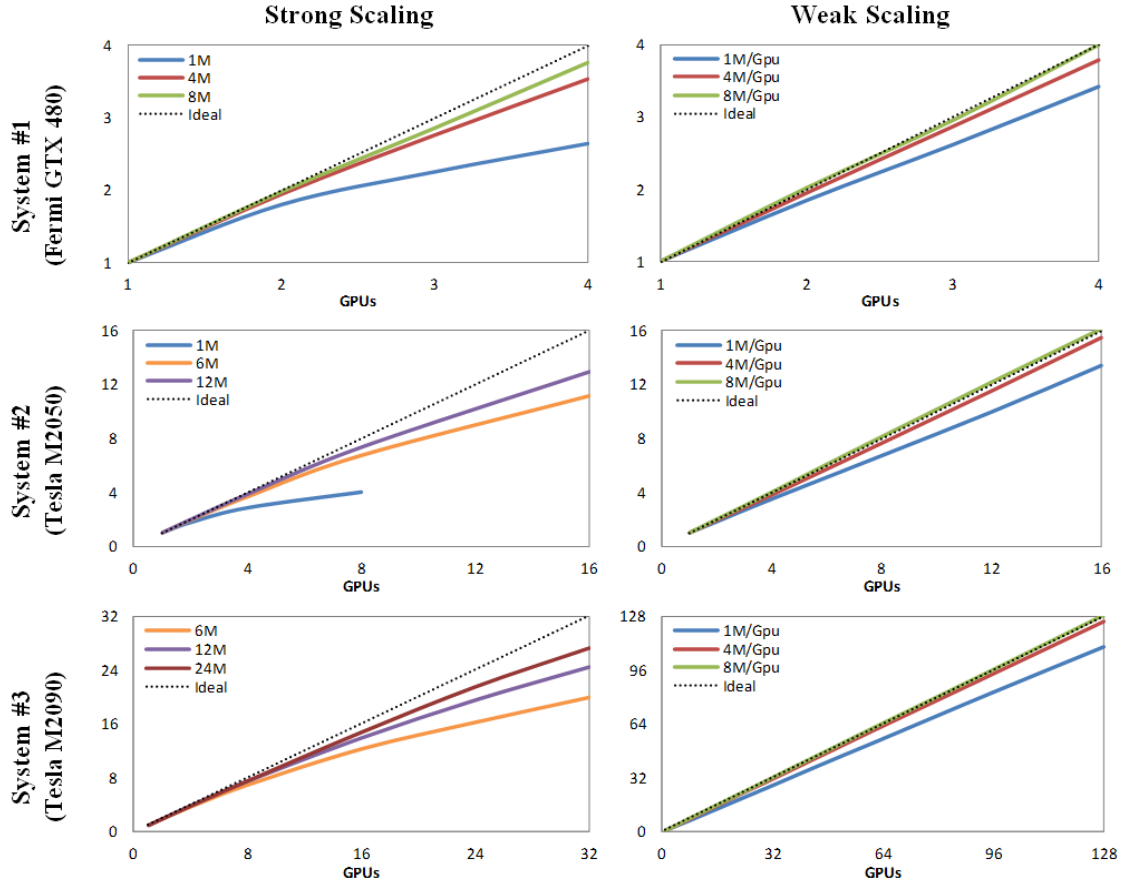 Strong Scaling
Weak Scaling
System #1
(Fermi GTX 480)
4
3
2
1
1M
4M
8M
Ideal
1 2 3 4
GPUs
4
3
2
1
1M/Gpu
4M/Gpu
8M/Gpu
Ideal
1 2 3 4
GPUs
System #2
(Tesla M2050)
16
12
8
4
0
1M
6M
12M
Ideal
0 4 8 12 16
GPUs
16
12
8
4
0
1M/Gpu
4M/Gpu
8M/Gpu
Ideal
0 4 8 12 16
GPUs
System #3
(Tesla M2090)
32
24
16
8
0
6M
12M
24M
Ideal
0 8 16 24 32
GPUs
128
96
64
32
0
1M/Gpu
4M/Gpu
8M/Gpu
Ideal
0 32 64 96 128
GPUs